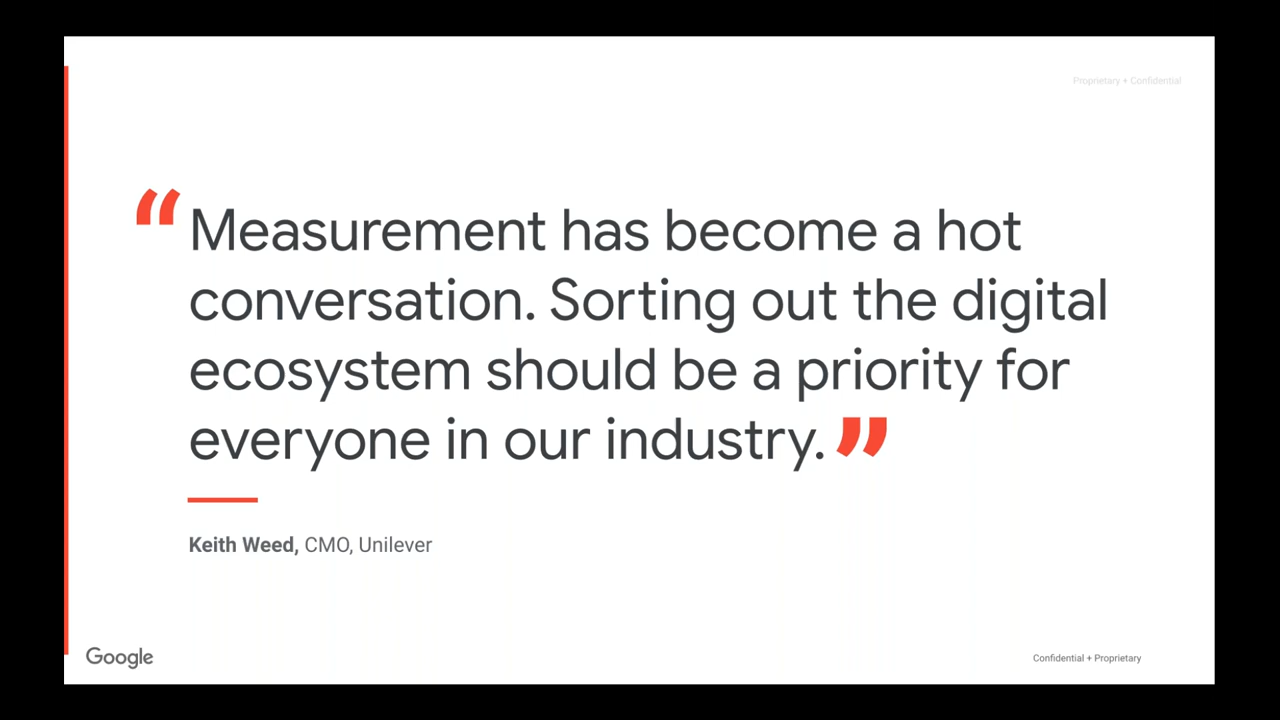 Proprietary + Confidential
“Measurement has become a hot
conversation. Sorting out the digital
ecosystem should be a priority for
everyone in our industry.”
Keith Weed, CMO, Unilever
Google
Confidential + Proprietary